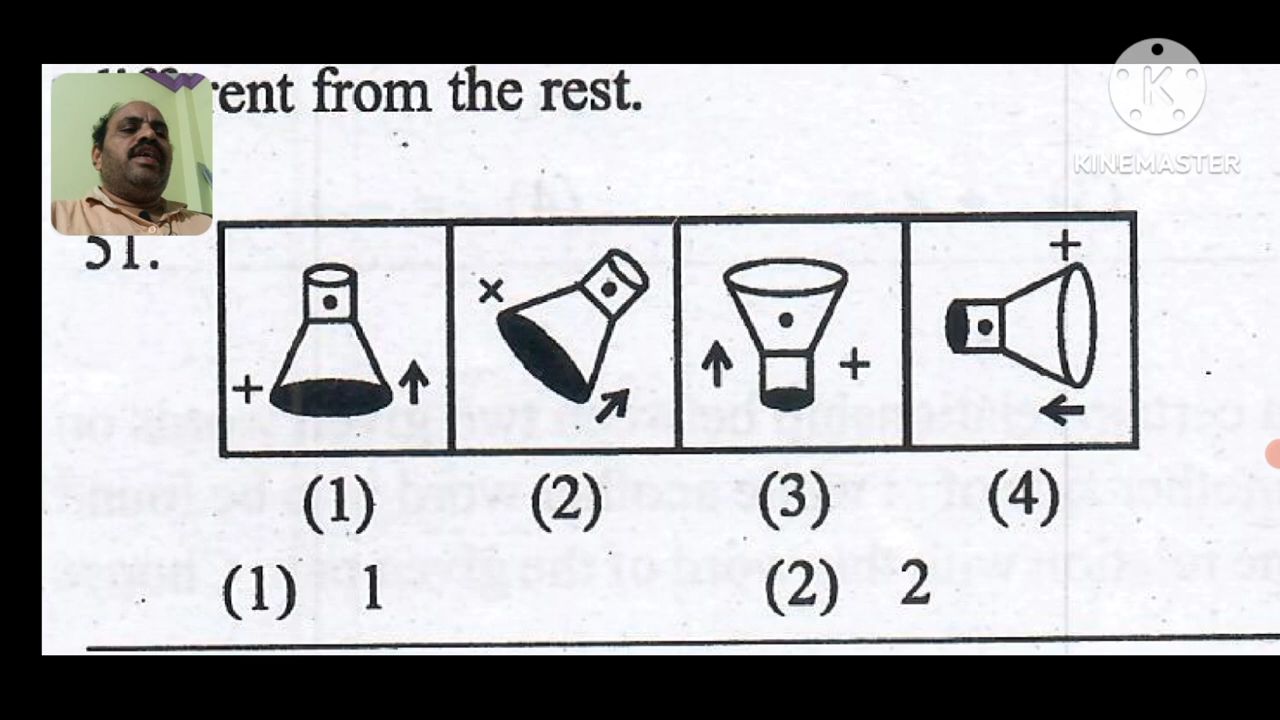 rent from the rest.
K
KINEMASTER
51.
(1) (2) (3) (4)
(1) 1 (2) 2